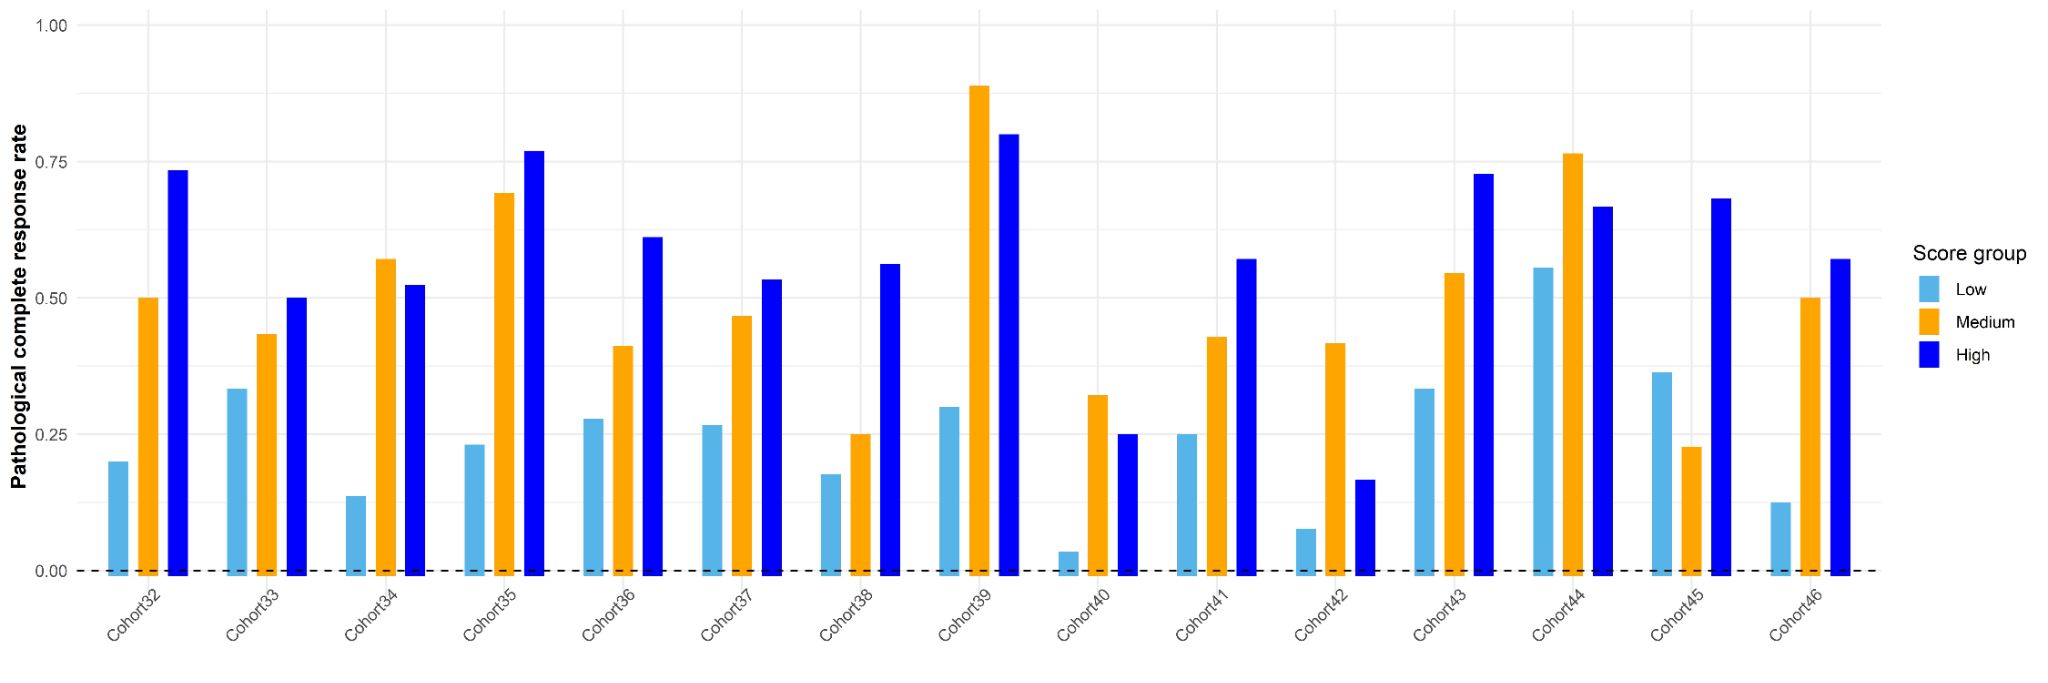 Pathological complete response rate
1.00
0.75
0.50
0.25
0.00
Cohort32
Cohort33
Cohort34
Cohort35
Cohort36
Cohort37
Cohort38
Cohort39
Cohort40
Cohort41
Cohort42
Cohort43
Cohort44
Cohort45
Cohort46
Score group
Low
Medium
High